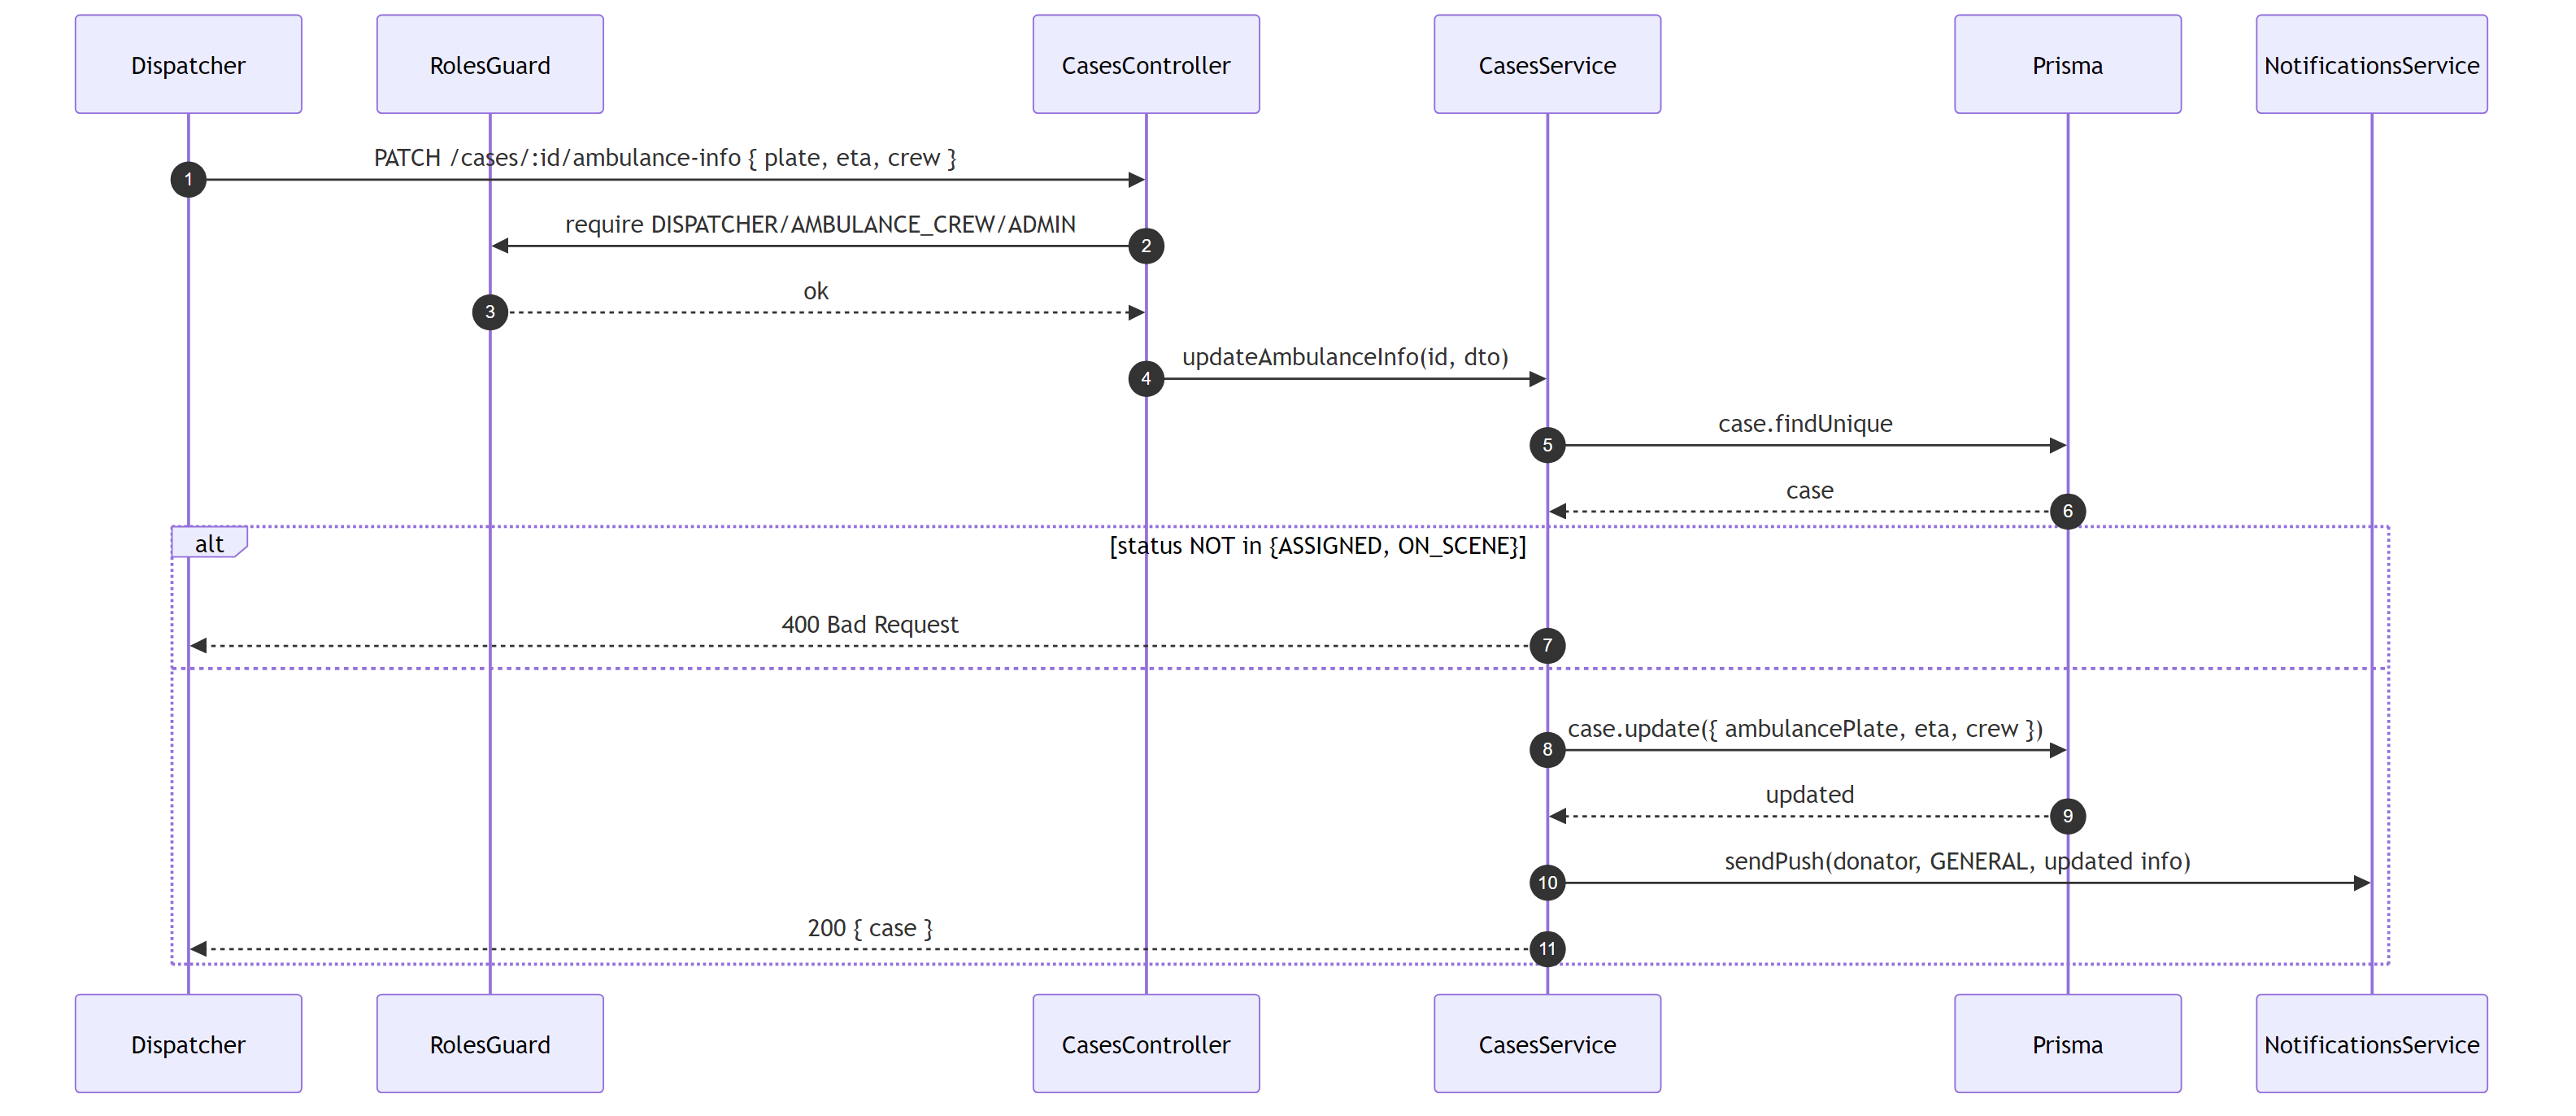 Dispatcher
RolesGuard
CasesController
CasesService
Prisma
NotificationsService
PATCH /cases/:id/ambulance-info { plate, eta, crew }
1
require DISPATCHER/AMBULANCE_CREW/ADMIN
2
ok
3
updateAmbulanceInfo(id, dto)
4
case.findUnique
5
case
6
alt
[status NOT in {ASSIGNED, ON_SCENE}]
400 Bad Request
7
case.update({ ambulancePlate, eta, crew })
8
updated
9
sendPush(donator, GENERAL, updated info)
10
200 { case }
11
Dispatcher
RolesGuard
CasesController
CasesService
Prisma
NotificationsService